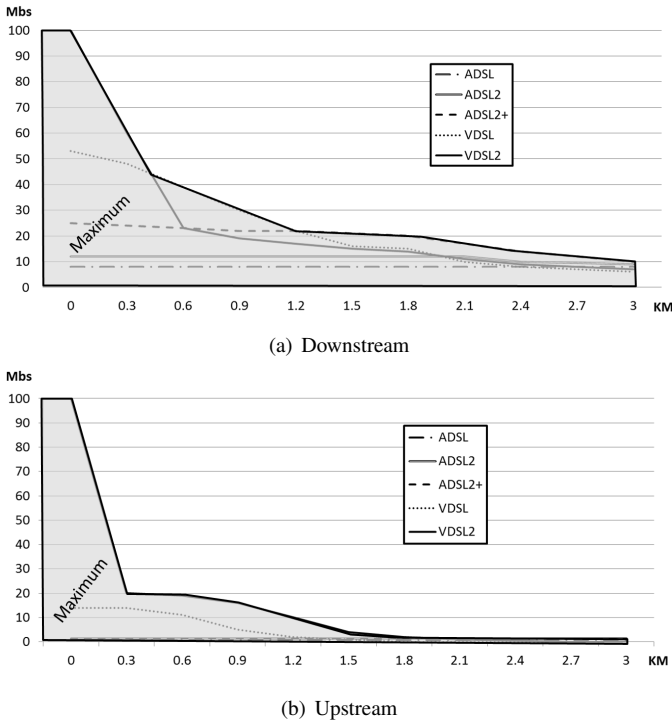 Mbs
100
90
80
70
60
50
40
30
20
10
0
Maximum
ADSL
ADSL2
ADSL2+
VDSL
VDSL2
0 0.3 0.6 0.9 1.2 1.5 1.8 2.1 2.4 2.7 3 KM
(a) Downstream
Mbs
100
90
80
70
60
50
40
30
20
10
0
Maximum
ADSL
ADSL2
ADSL2+
VDSL
VDSL2
0 0.3 0.6 0.9 1.2 1.5 1.8 2.1 2.4 2.7 3 KM
(b) Upstream